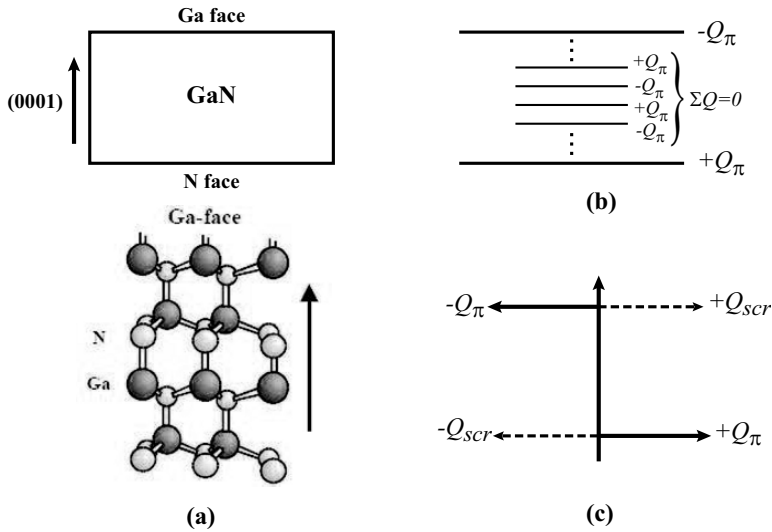 Ga face
(0001)
GaN
N face
Ga-face
N
Ga
(a)
-Qπ
+Qπ
-Qπ
+Qπ
-Qπ
ΣQ=0
+Qπ
(b)
-Qπ
+Qscr
-Qscr
+Qπ
(c)